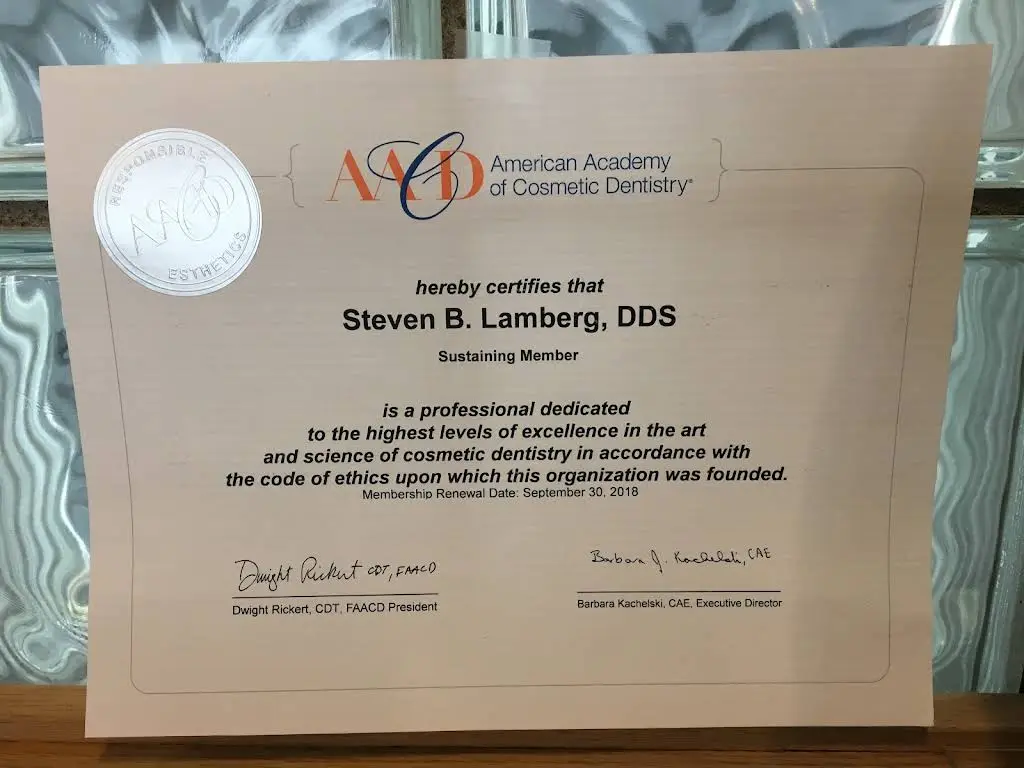 RESPONSIBLE
AACD
ESTHETICS
AACD
American Academy
of Cosmetic Dentistry®
hereby certifies that
Steven B. Lamberg, DDS
Sustaining Member
is a professional dedicated
to the highest levels of excellence in the art
and science of cosmetic dentistry in accordance with
the code of ethics upon which this organization was founded.
Membership Renewal Date: September 30, 2018
Dwight Rickert CDT, FAACD
Barbara J. Kachelski, CAE
Dwight Rickert, CDT, FAACD President
Barbara Kachelski, CAE, Executive Director